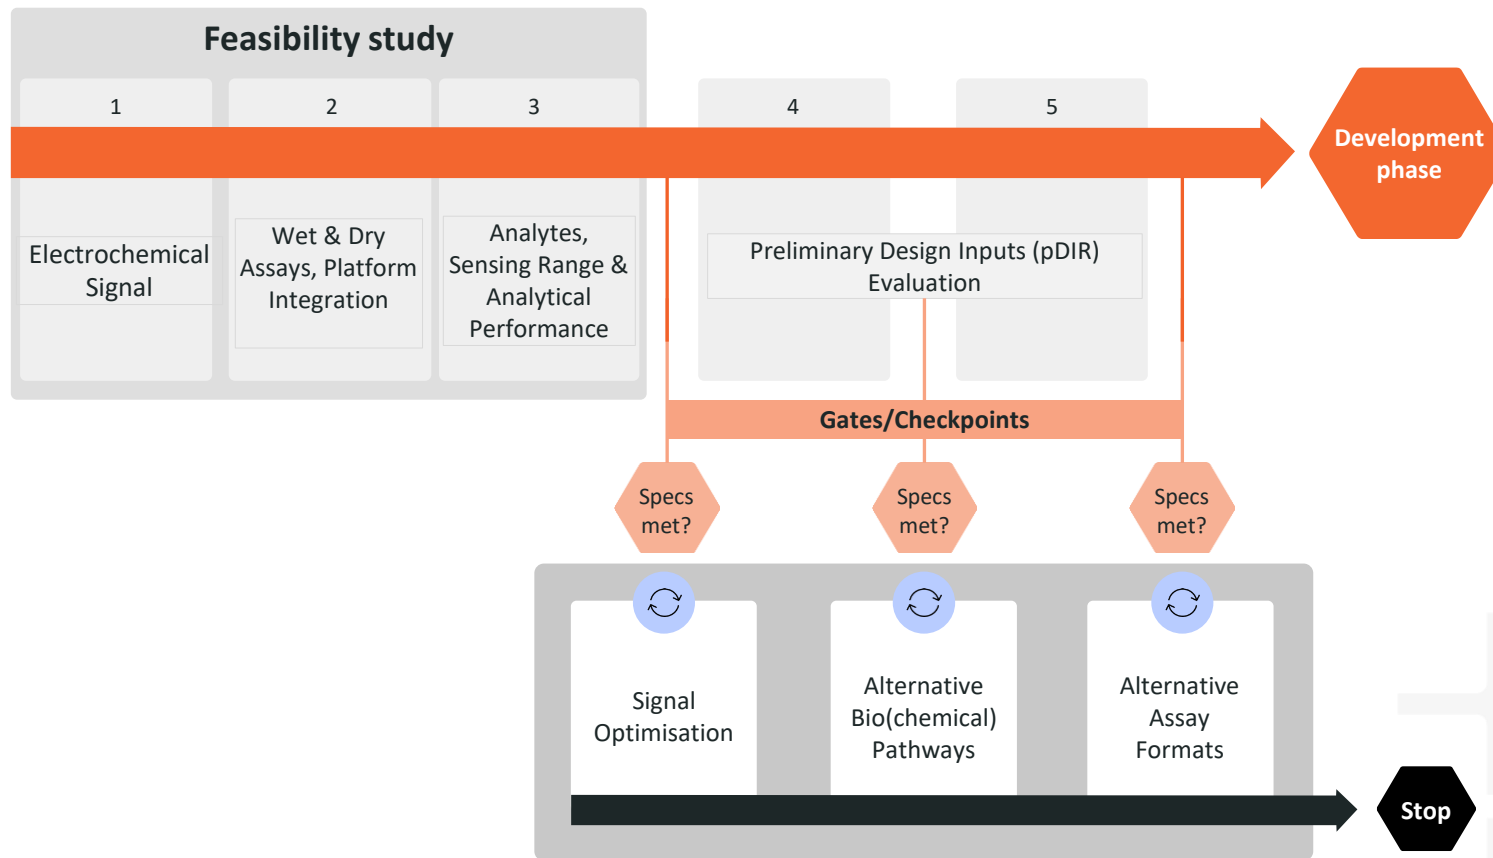 Feasibility study
1
2
3
4
5
Development
phase
Electrochemical
Signal
Wet & Dry
Assays, Platform
Integration
Analytes,
Sensing Range &
Analytical
Performance
Preliminary Design Inputs (pDIR)
Evaluation
Gates/Checkpoints
Specs
met?
Specs
met?
Specs
met?
Signal
Optimisation
Alternative
Bio(chemical)
Pathways
Alternative
Assay
Formats
Stop